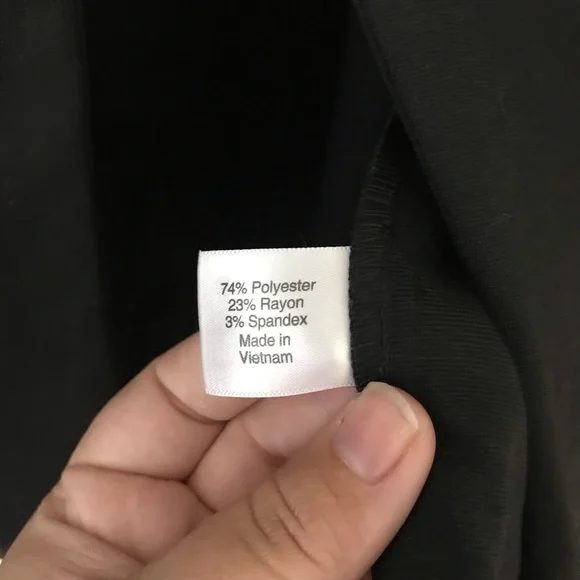 74% Polyester
23% Rayon
3% Spandex
Made in
Vietnam